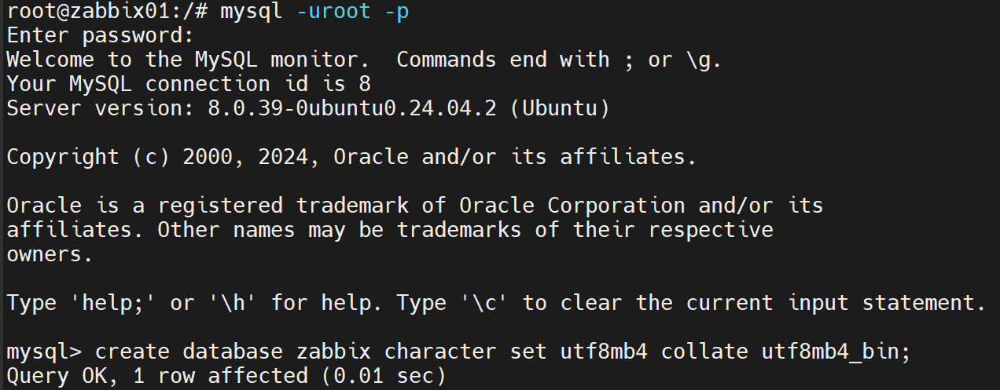 root@zabbix01:/# mysql -uroot -p
Enter password:
Welcome to the MySQL monitor.  Commands end with ; or \g.
Your MySQL connection id is 8
Server version: 8.0.39-0ubuntu0.24.04.2 (Ubuntu)
Copyright (c) 2000, 2024, Oracle and/or its affiliates.
Oracle is a registered trademark of Oracle Corporation and/or its
affiliates. Other names may be trademarks of their respective
owners.
Type 'help;' or '\h' for help. Type '\c' to clear the current input statement.
mysql> create database zabbix character set utf8mb4 collate utf8mb4_bin;
Query OK, 1 row affected (0.01 sec)